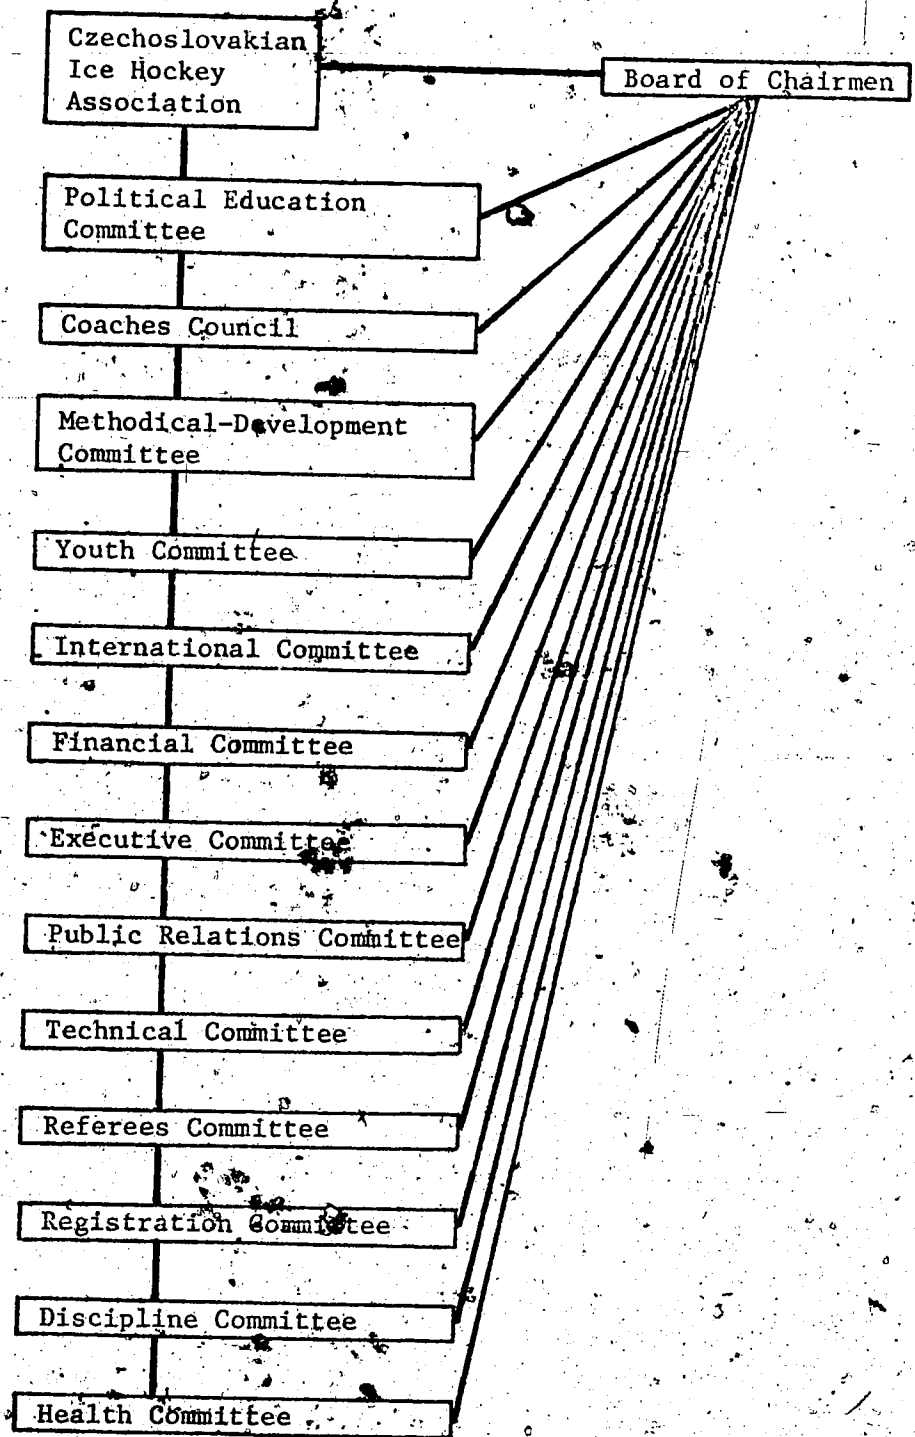 Czechoslovakian
Ice Hockey
Association
Board of Chairmen
Political Education
Committee
Coaches Council
Methodical-Development
Committee
Youth Committee
International Committee
Financial Committee
Executive Committee
Public Relations Committee
Technical Committee
Referees Committee
Registration Committee
Discipline Committee
Health Committee